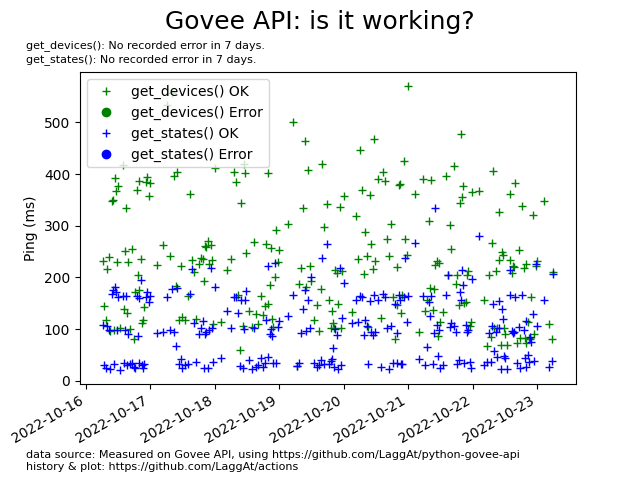 Govee API: is it working?
get_devices(): No recorded error in 7 days.
get_states(): No recorded error in 7 days.
get_devices() OK
get_devices() Error
get_states() OK
get_states() Error
Ping (ms)
500
400
300
200
100
0
2022-10-16
2022-10-17
2022-10-18
2022-10-19
2022-10-20
2022-10-21
2022-10-22
2022-10-23
data source: Measured on Govee API, using https://github.com/LaggAt/python-govee-api
history & plot: https://github.com/LaggAt/actions